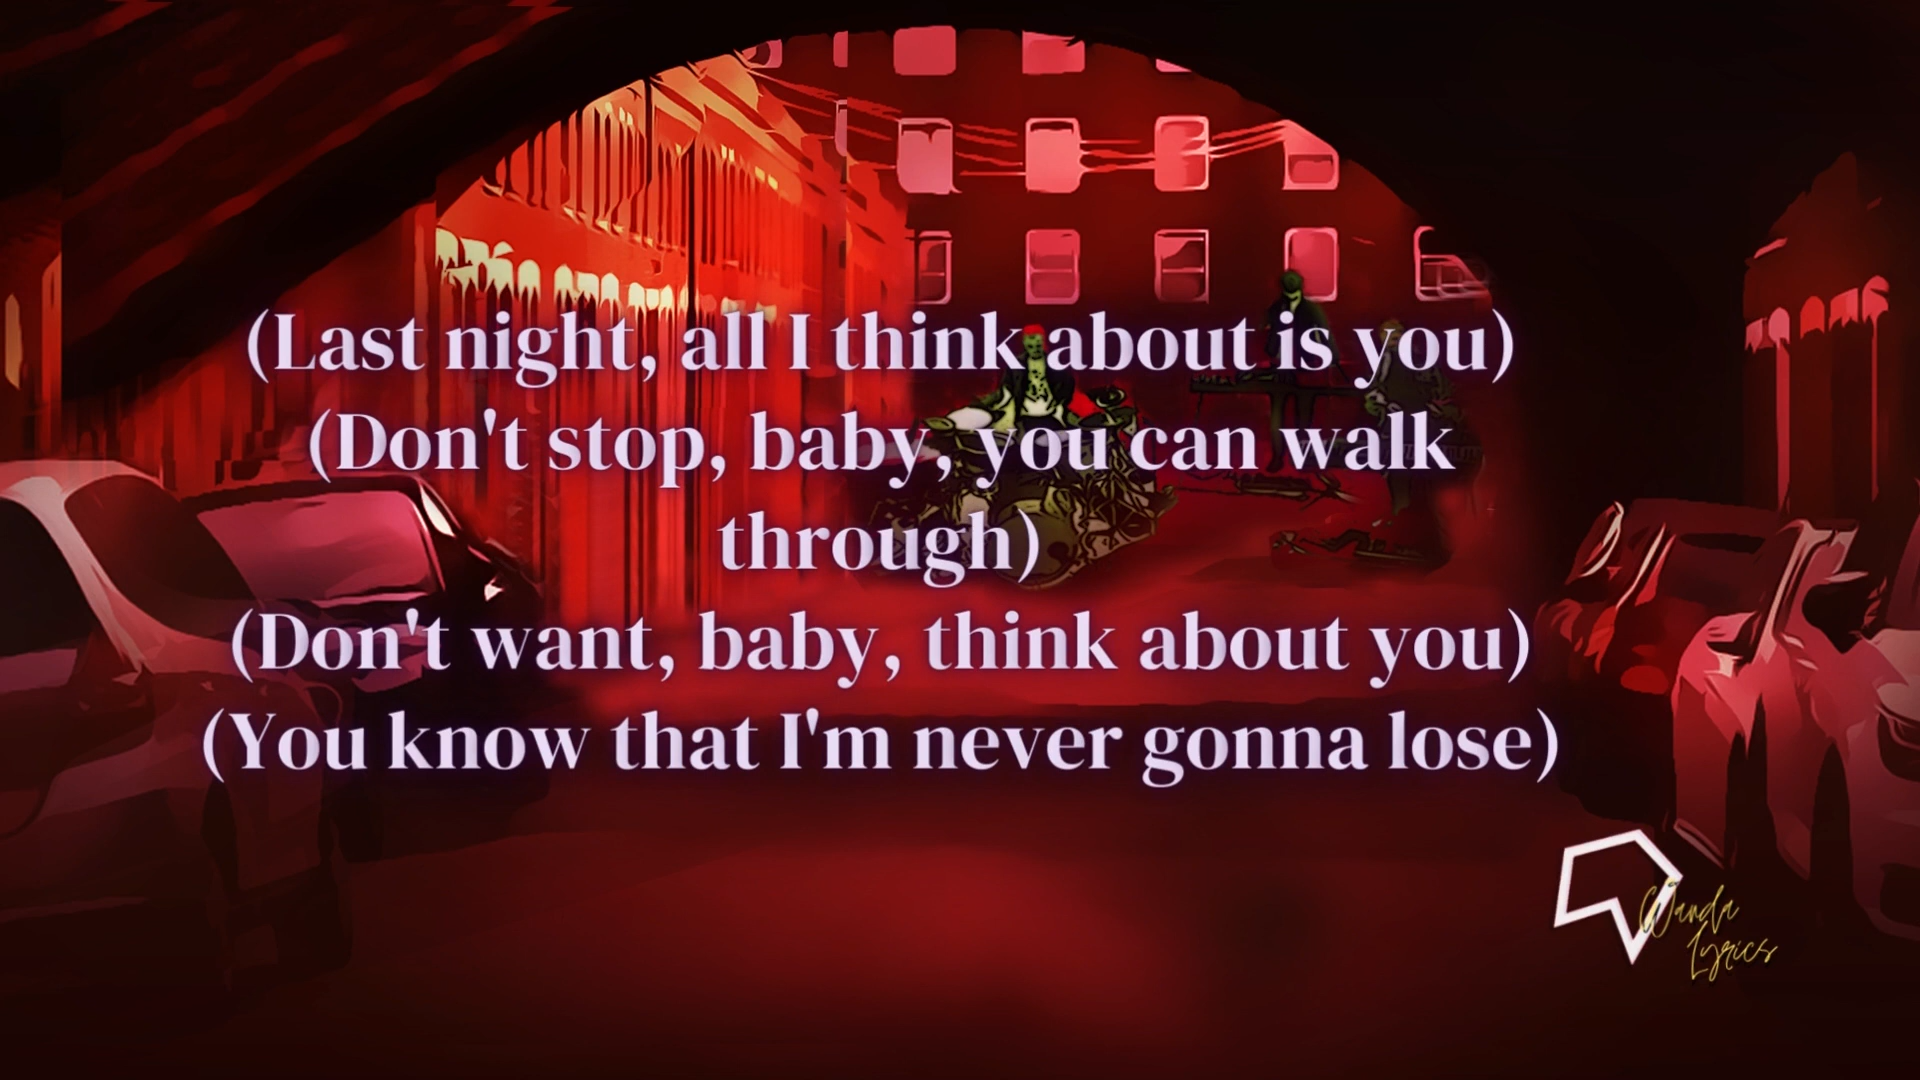 (Last night, all I think about is you)
(Don't stop, baby, you can walk
through)
(Don't want, baby, think about you)
(You know that I'm never gonna lose)
Wanda
Lyrics